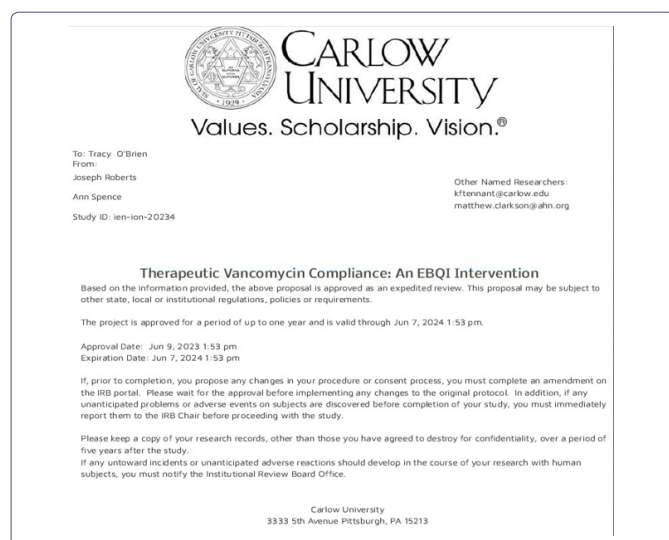 CARLOW
UNIVERSITY
Values. Scholarship. Vision.®
To: Tracy O'Brien
From:
Joseph Roberts
Ann Spence
Study ID: ien-ion-20234
Other Named Researchers:
kftennant@carlow.edu
matthew.clarkson@ahn.org
Therapeutic Vancomycin Compliance: An EBQI Intervention
Based on the information provided, the above proposal is approved as an expedited review. This proposal may be subject to
other state, local or institutional regulations, policies or requirements.
The project is approved for a period of up to one year and is valid through Jun 7, 2024 1:53 pm.
Approval Date: Jun 9, 2023 1:53 pm
Expiration Date: Jun 7, 2024 1:53 pm
If, prior to completion, you propose any changes in your procedure or consent process, you must complete an amendment on
the IRB portal. Please wait for the approval before implementing any changes to the original protocol. In addition, if any
unanticipated problems or adverse events on subjects are discovered before completion of your study, you must immediately
report them to the IRB Chair before proceeding with the study.
Please keep a copy of your research records, other than those you have agreed to destroy for confidentiality, over a period of
five years after the study.
If any untoward incidents or unanticipated adverse reactions should develop in the course of your research with human
subjects, you must notify the Institutional Review Board Office.
Carlow University
3333 5th Avenue Pittsburgh, PA 15213